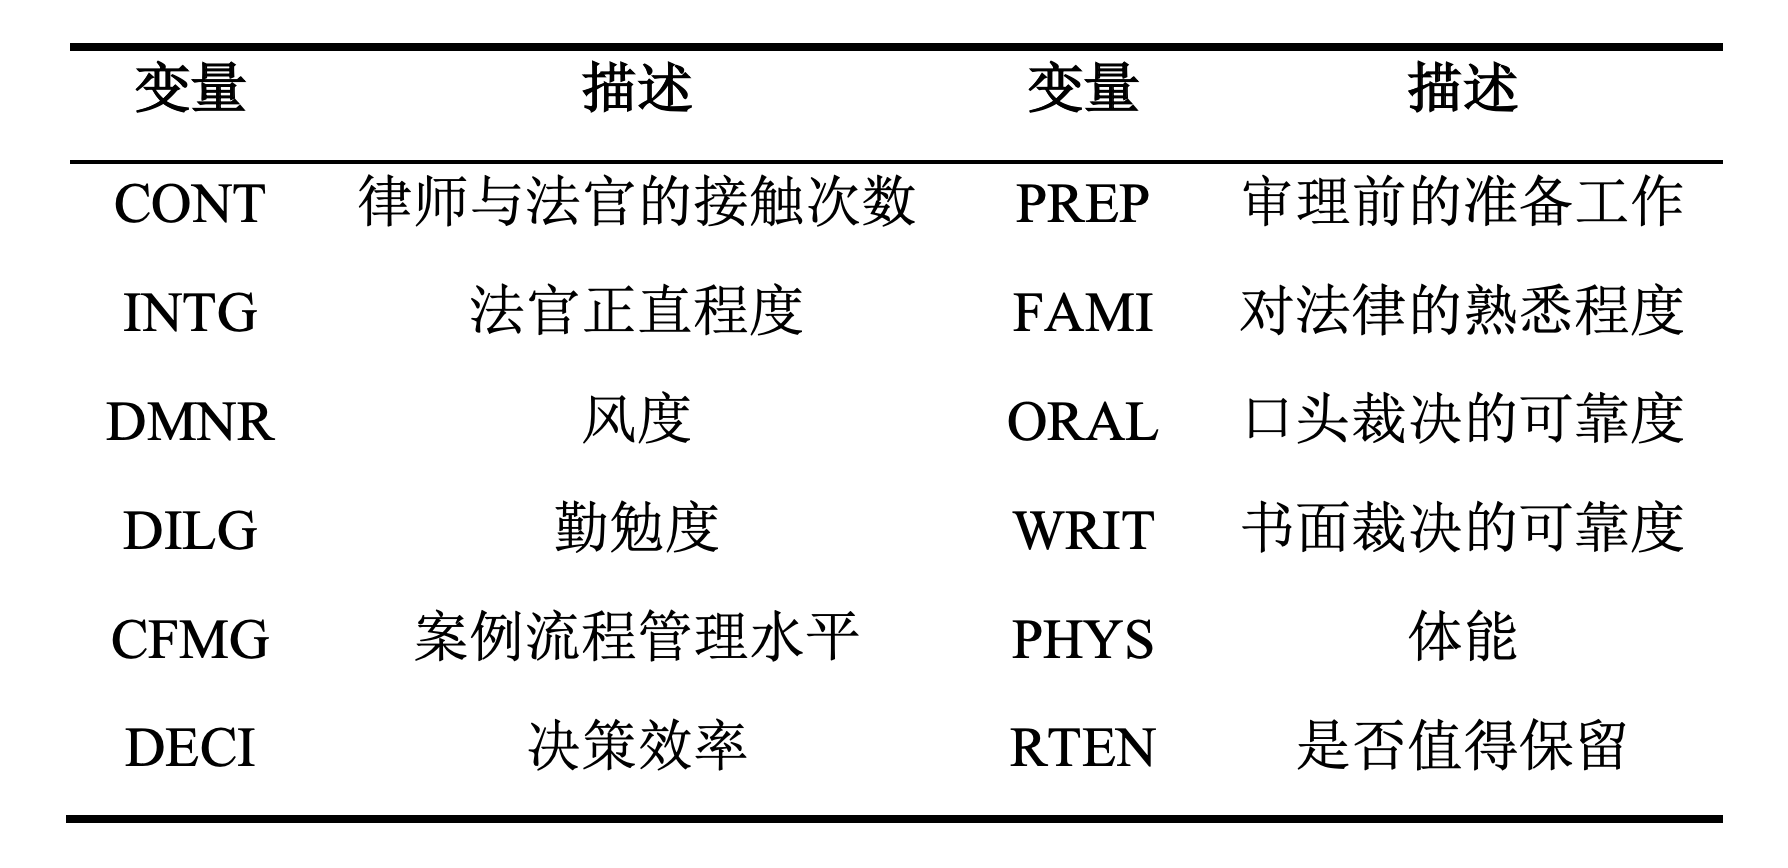 变量 描述 变量 描述
CONT 律师与法官的接触次数 PREP 审理前的准备工作
INTG 法官正直程度 FAMI 对法律的熟悉程度
DMNR 风度 ORAL 口头裁决的可靠度
DILG 勤勉度 WRIT 书面裁决的可靠度
CFMG 案例流程管理水平 PHYS 体能
DECI 决策效率 RTEN 是否值得保留